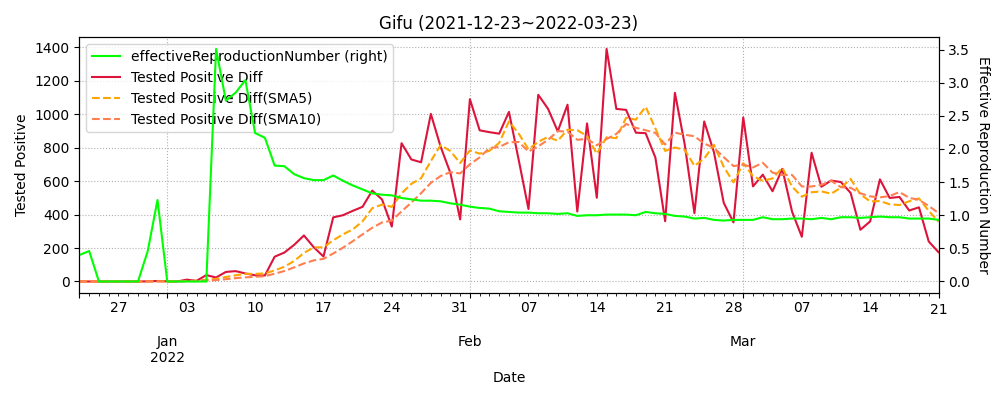 Gifu (2021-12-23~2022-03-23)
effectiveReproductionNumber (right)
Tested Positive Diff
Tested Positive Diff(SMA5)
Tested Positive Diff(SMA10)
Tested Positive
1400
1200
1000
800
600
400
200
0
Effective Reproduction Number
3.5
3.0
2.5
2.0
1.5
1.0
0.5
0.0
27 03 10 17 24 31 07 14 21 28 07 14 21
Jan Feb Mar
2022
Date